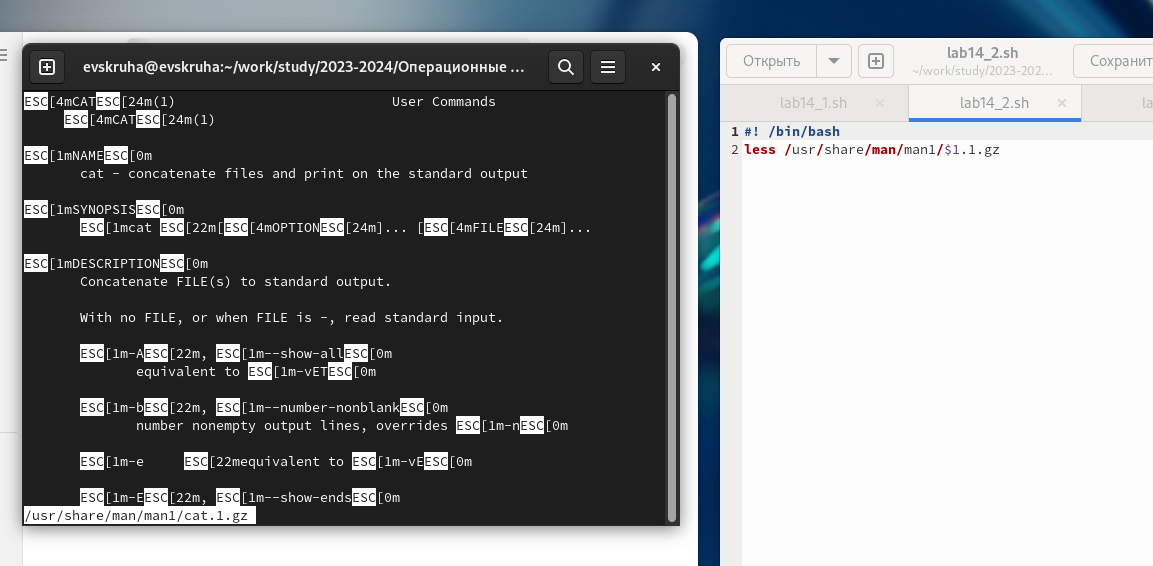 evskruha@evskruha:~/work/study/2023-2024/Операционные ...
ESC[4mCATESC[24m(1) User Commands
ESC[4mCATESC[24m(1)
ESC[1mNAMEESC[0m
cat - concatenate files and print on the standard output
ESC[1mSYNOPSISESC[0m
ESC[1mcat ESC[22m[ESC[4mOPTIONESC[24m]... [ESC[4mFILEESC[24m]...
ESC[1mDESCRIPTIONESC[0m
Concatenate FILE(s) to standard output.
With no FILE, or when FILE is -, read standard input.
ESC[1m-AESC[22m, ESC[1m--show-allESC[0m
equivalent to ESC[1m-vETESC[0m
ESC[1m-bESC[22m, ESC[1m--number-nonblankESC[0m
number nonempty output lines, overrides ESC[1m-nESC[0m
ESC[1m-e ESC[22mequivalent to ESC[1m-vEESC[0m
ESC[1m-EESC[22m, ESC[1m--show-endsESC[0m
/usr/share/man/man1/cat.1.gz
Открыть
lab14_2.sh
~/work/study/2023-202...
Сохранит
lab14_1.sh
lab14_2.sh
la
1 #! /bin/bash
2 less /usr/share/man/man1/$1.1.gz